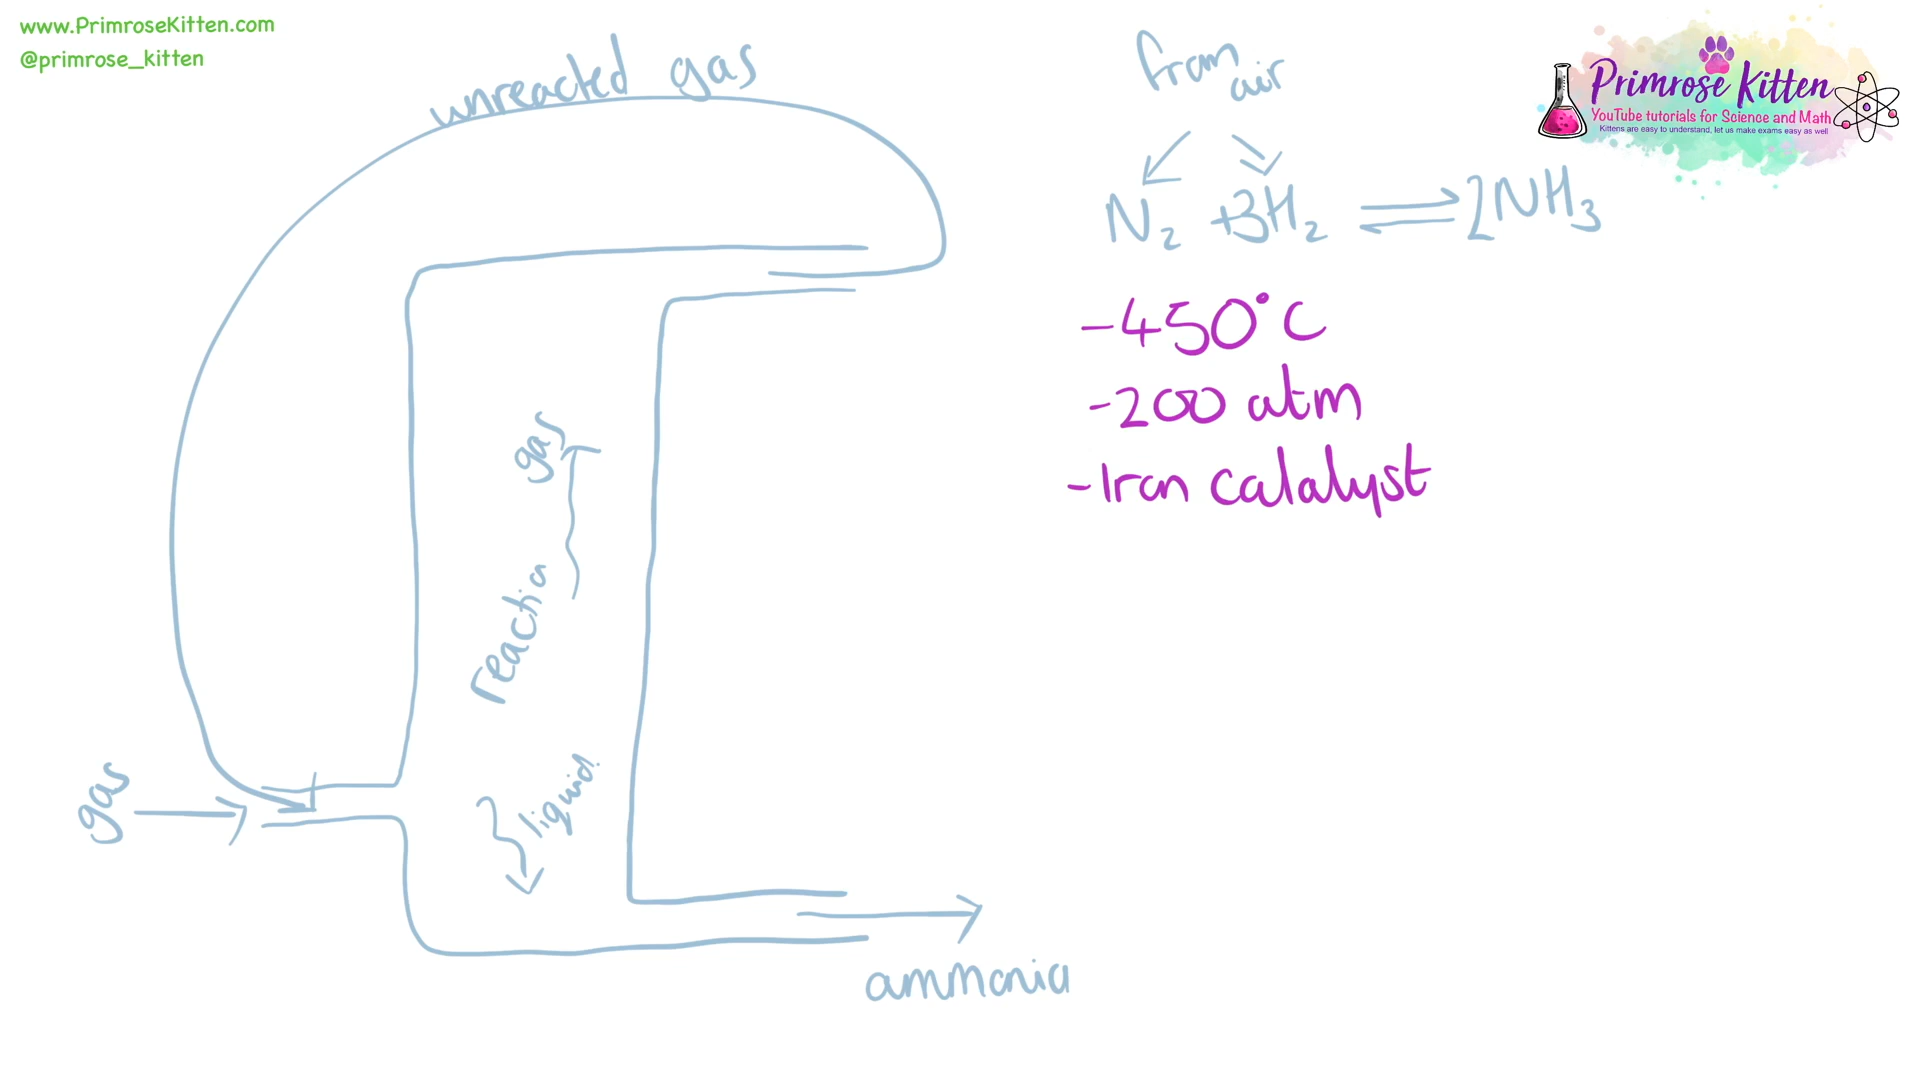 www.PrimroseKitten.com
@primrose_kitten
unreacted gas
from air
Primrose Kitten
YouTube tutorials for Science and Math
Kittens are easy to understand, let us make exams easy as well
N₂ + 3H₂ ⇌ 2NH₃
- 450°C
- 200 atm
- Iron catalyst
gas
reactio
liquid.
gas
ammonia